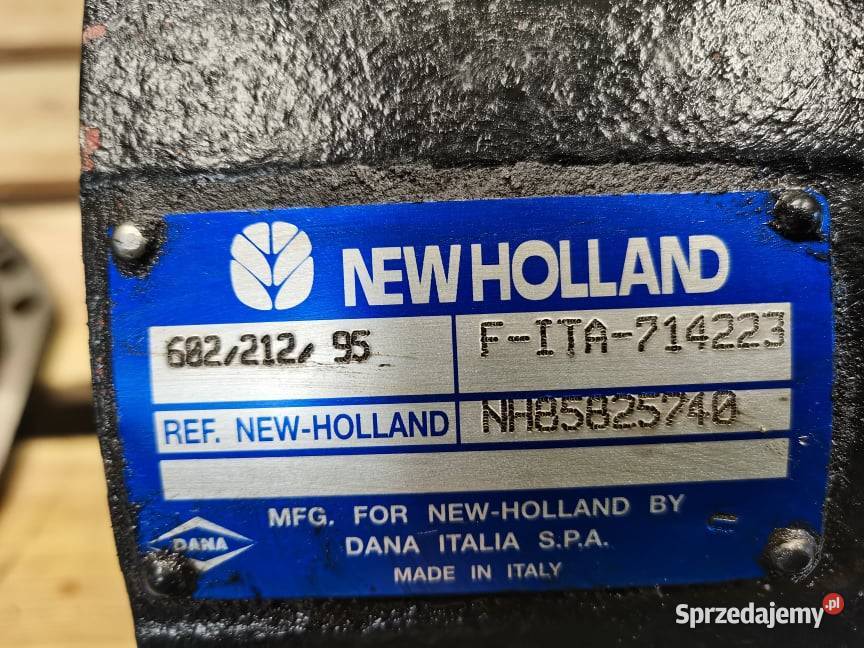 NEW HOLLAND
602/212/ 95 F-ITA-714223
REF. NEW-HOLLAND NH85825740
MFG. FOR NEW-HOLLAND BY
DANA ITALIA S.P.A.
MADE IN ITALY
DANA
Sprzedajemy.pl